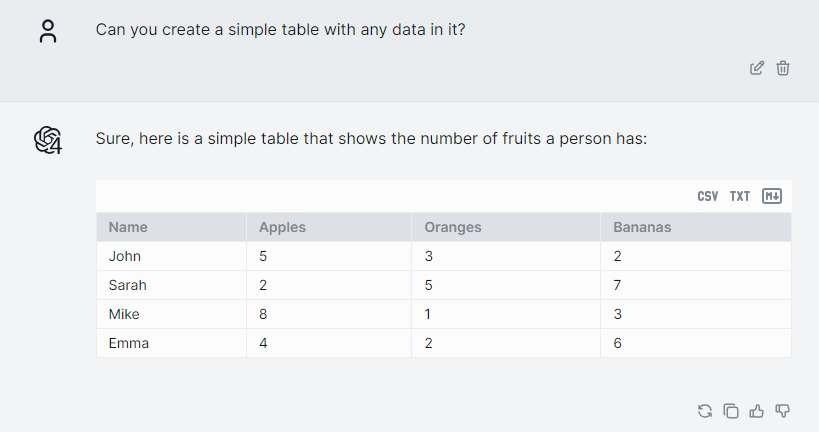 Can you create a simple table with any data in it?
4
Sure, here is a simple table that shows the number of fruits a person has:
CSV TXT M↓
Name Apples Oranges Bananas
John 5 3 2
Sarah 2 5 7
Mike 8 1 3
Emma 4 2 6